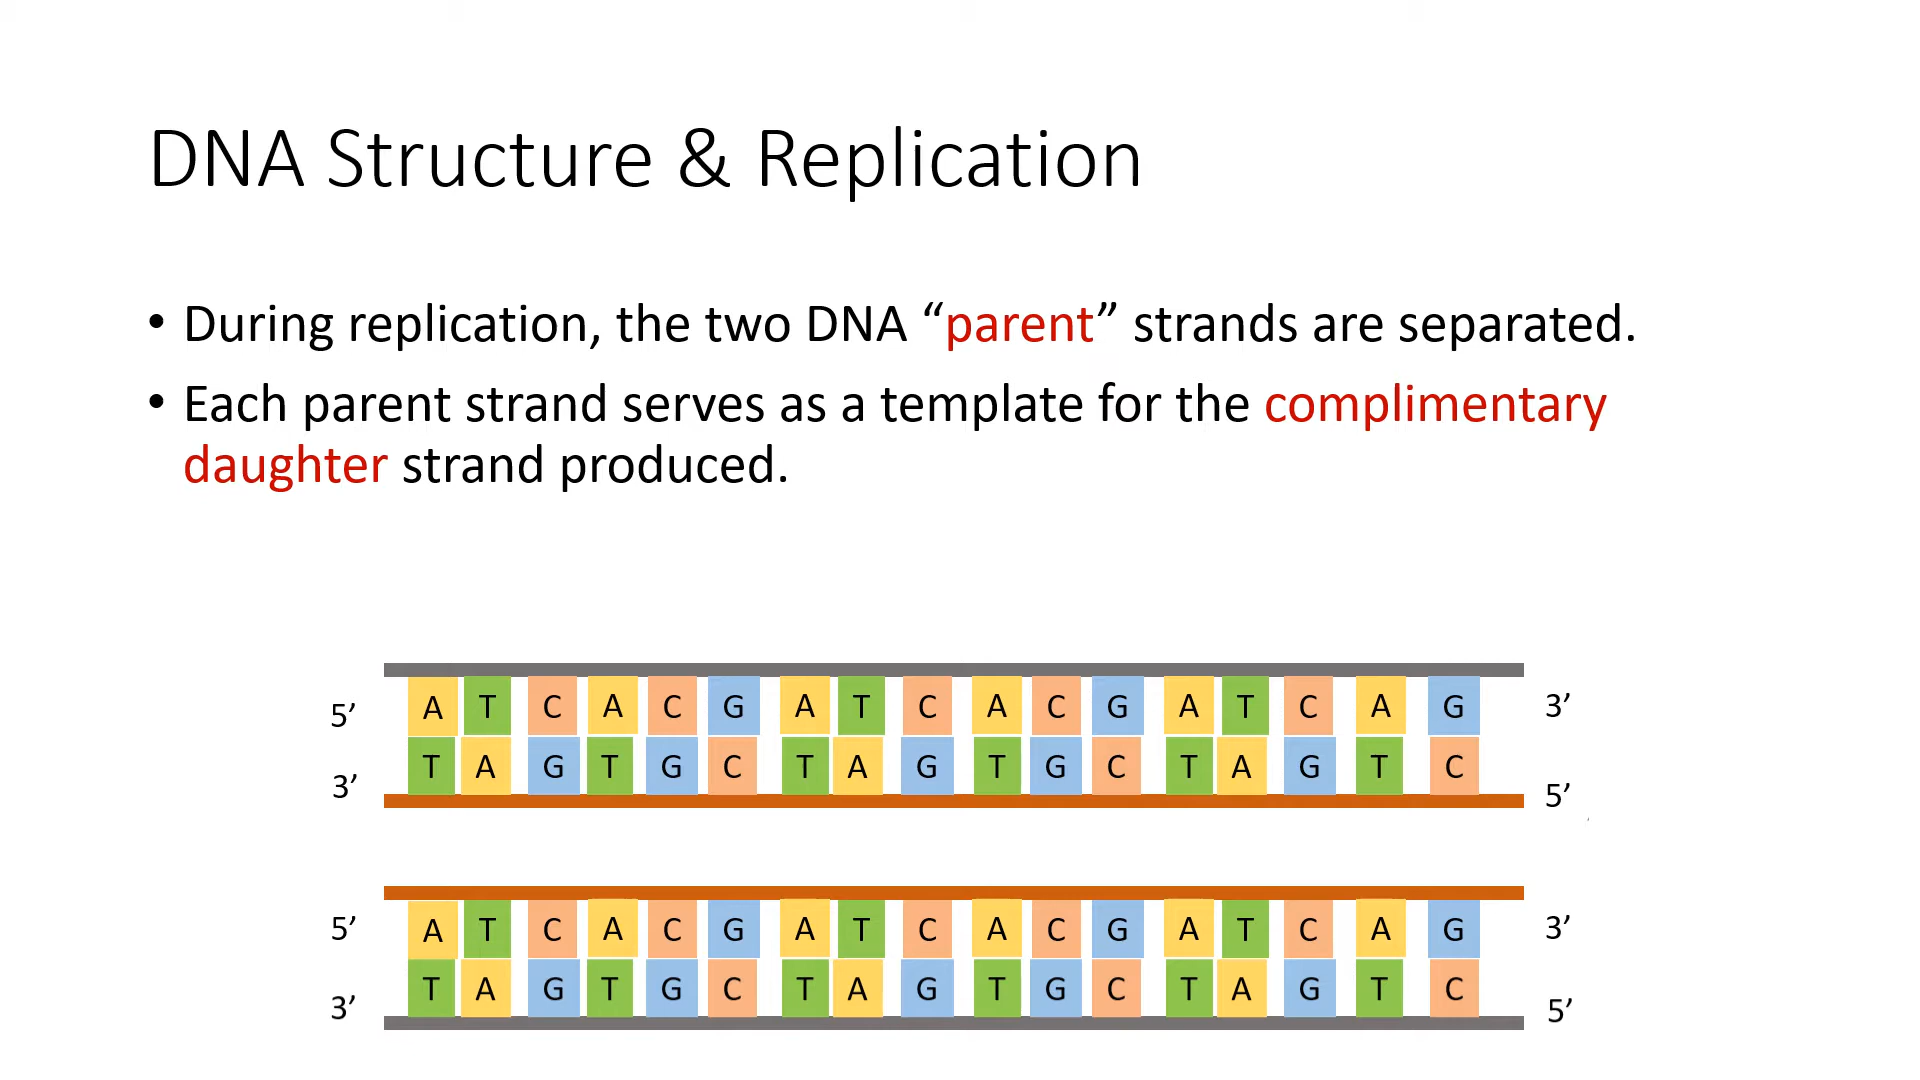 DNA Structure & Replication
• During replication, the two DNA “parent” strands are separated.
• Each parent strand serves as a template for the complimentary
daughter strand produced.
5’ A T C A C G A T C A C G A T C A G 3’
3’ T A G T G C T A G T G C T A G T C 5’
5’ A T C A C G A T C A C G A T C A G 3’
3’ T A G T G C T A G T G C T A G T C 5’